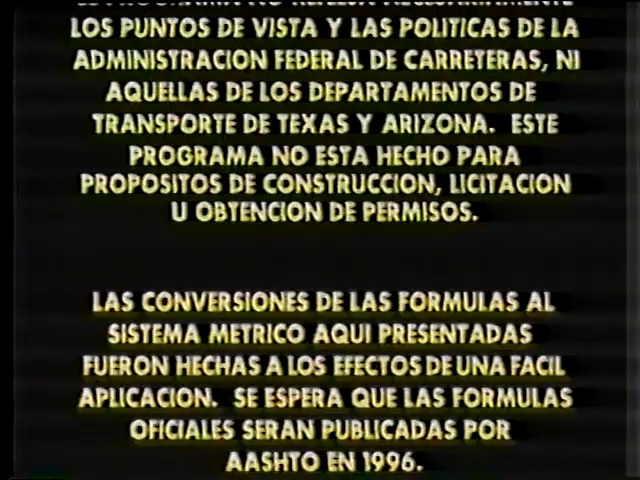 LOS PUNTOS DE VISTA Y LAS POLITICAS DE LA
ADMINISTRACION FEDERAL DE CARRETERAS, NI
AQUELLAS DE LOS DEPARTAMENTOS DE
TRANSPORTE DE TEXAS Y ARIZONA. ESTE
PROGRAMA NO ESTA HECHO PARA
PROPOSITOS DE CONSTRUCCION, LICITACION
U OBTENCION DE PERMISOS.
LAS CONVERSIONES DE LAS FORMULAS AL
SISTEMA METRICO AQUI PRESENTADAS
FUERON HECHAS A LOS EFECTOS DE UNA FACIL
APLICACION. SE ESPERA QUE LAS FORMULAS
OFICIALES SERAN PUBLICADAS POR
AASHTO EN 1996.